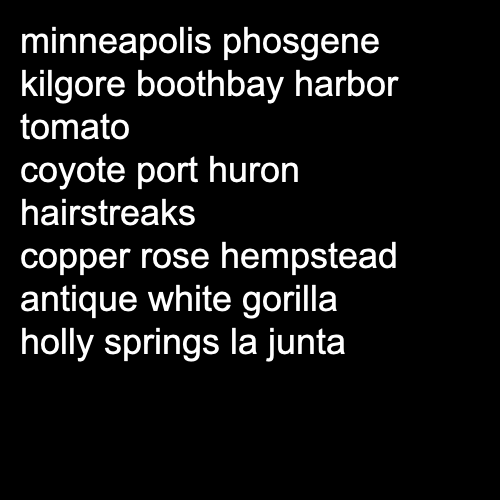 minneapolis phosgene
kilgore boothbay harbor
tomato
coyote port huron
hairstreaks
copper rose hempstead
antique white gorilla
holly springs la junta